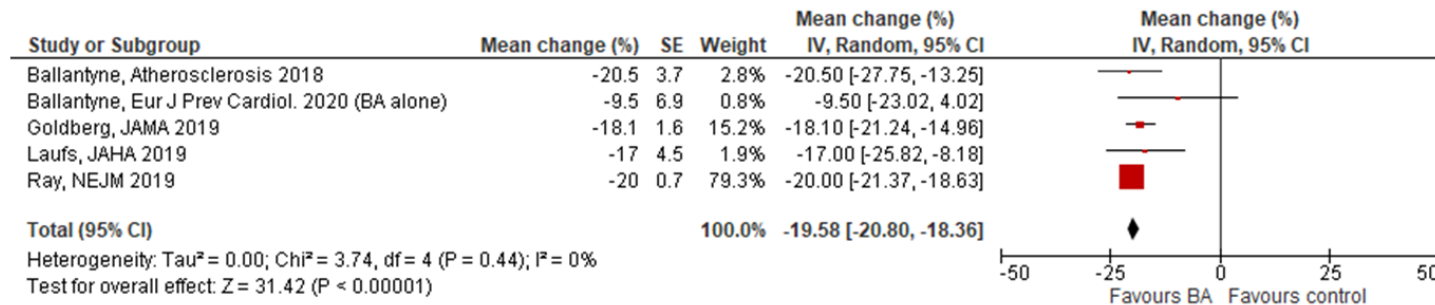 Mean change (%) Mean change (%)
Study or Subgroup Mean change (%) SE Weight IV, Random, 95% CI IV, Random, 95% CI
Ballantyne, Atherosclerosis 2018 -20.5 3.7 2.8% -20.50 [-27.75, -13.25]
Ballantyne, Eur J Prev Cardiol. 2020 (BA alone) -9.5 6.9 0.8% -9.50 [-23.02, 4.02]
Goldberg, JAMA 2019 -18.1 1.6 15.2% -18.10 [-21.24, -14.96]
Laufs, JAHA 2019 -17 4.5 1.9% -17.00 [-25.82, -8.18]
Ray, NEJM 2019 -20 0.7 79.3% -20.00 [-21.37, -18.63]
Total (95% CI) 100.0% -19.58 [-20.80, -18.36]
Heterogeneity: Tau² = 0.00; Chi² = 3.74, df = 4 (P = 0.44); I² = 0%
Test for overall effect: Z = 31.42 (P < 0.00001)
-50 -25 0 25 50
Favours BA Favours control